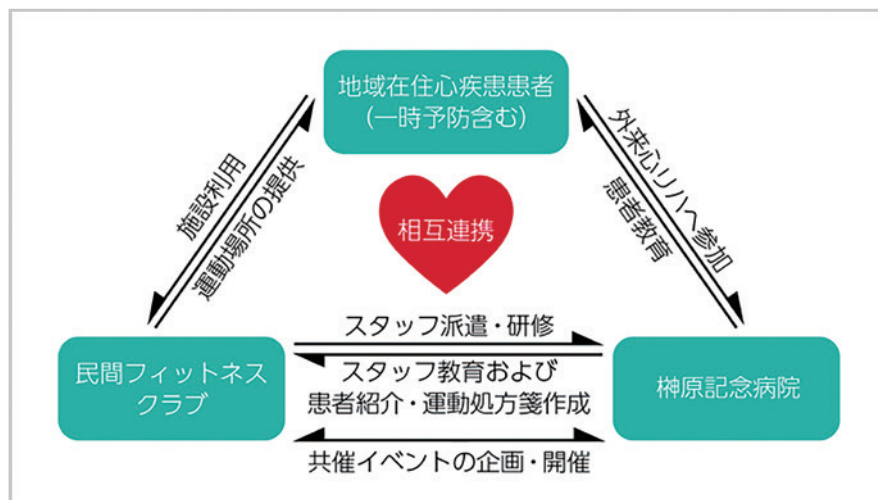 地域在住心疾患患者
(一時予防含む)
施設利用
運動場所の提供
外来心リハへ参加
患者教育
相互連携
スタッフ派遣・研修
民間フィットネス
クラブ
スタッフ教育および
患者紹介・運動処方箋作成
榊原記念病院
共催イベントの企画・開催